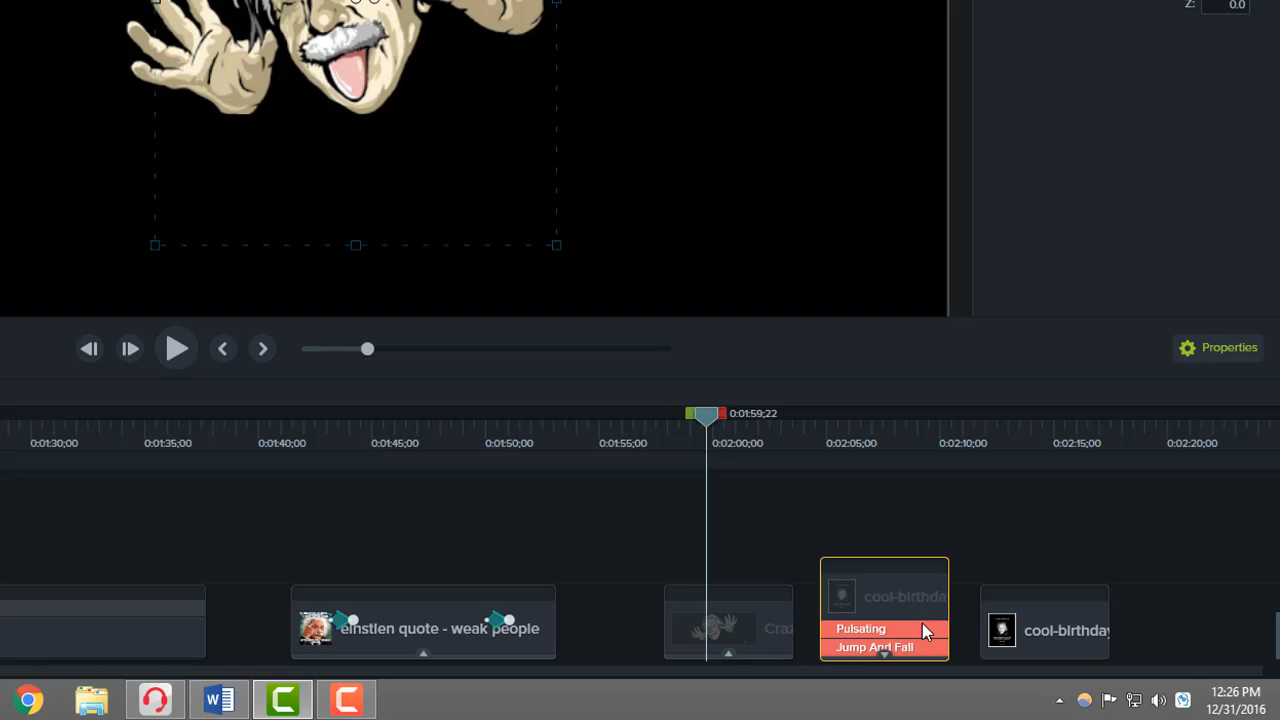 Z: 0.0
Properties
0:01:59;22
0:01:30;00 0:01:35;00 0:01:40;00 0:01:45;00 0:01:50;00 0:01:55;00 0:02:00;00 0:02:05;00 0:02:10;00 0:02:15;00 0:02:20;00
einstien quote - weak people
Craz
cool-birthda
Pulsating
Jump And Fall
cool-birthday
12:26 PM
12/31/2016